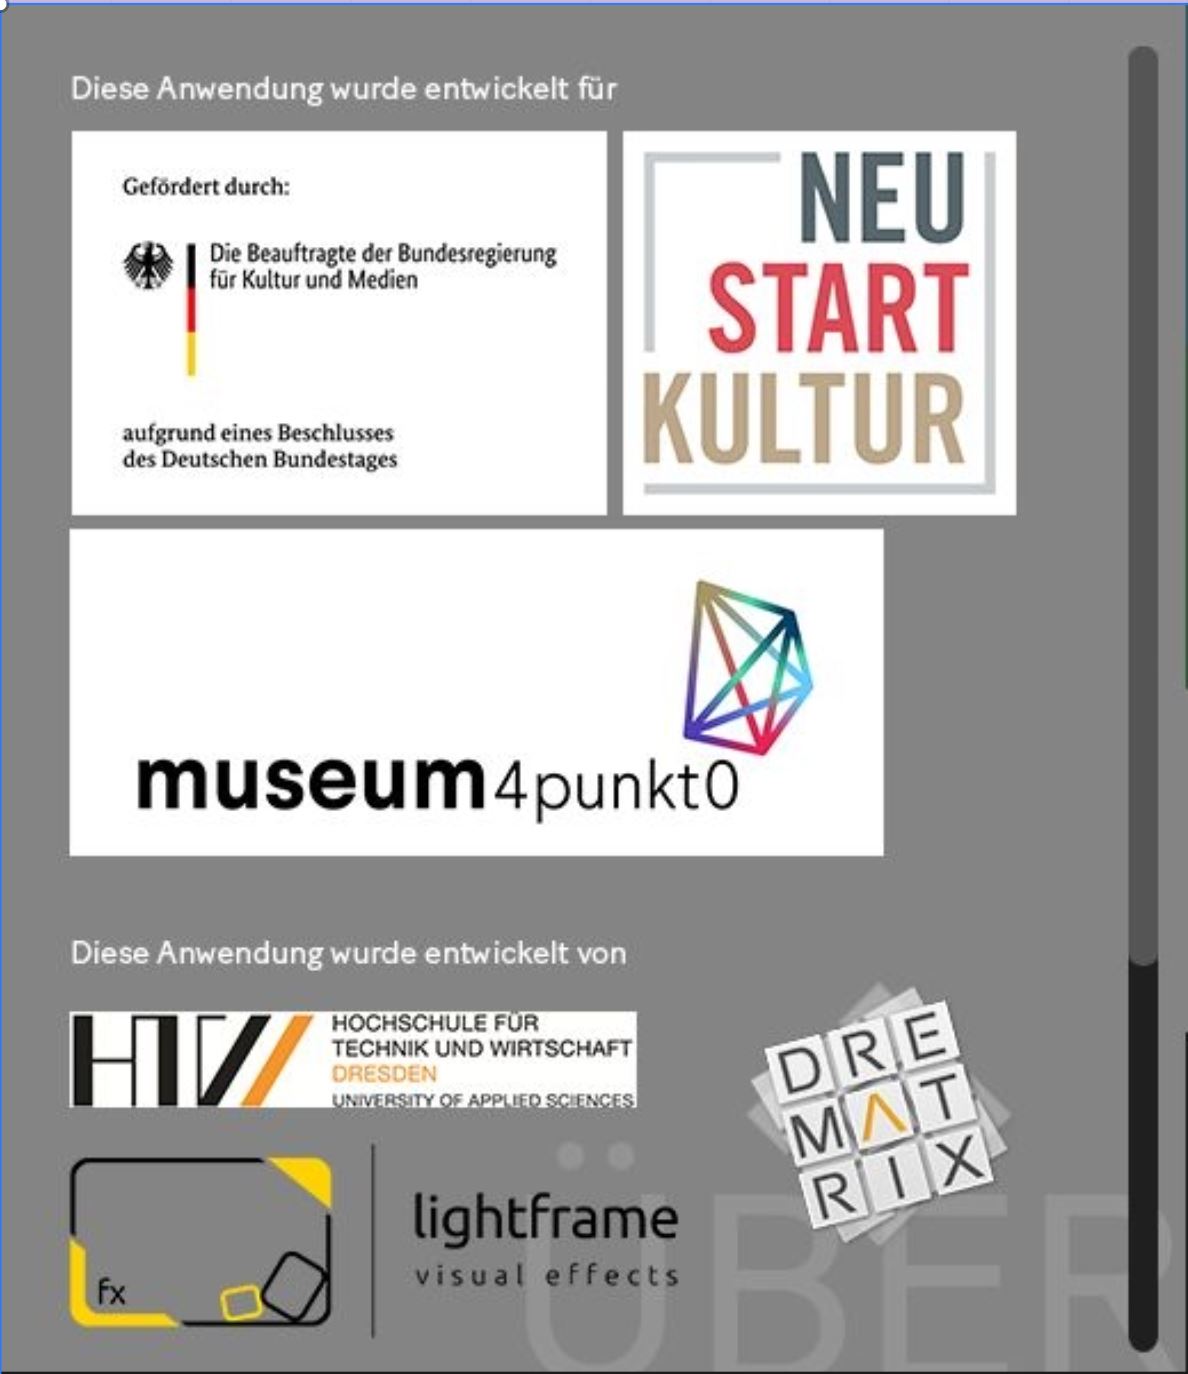 Diese Anwendung wurde entwickelt für
Gefördert durch:
Die Beauftragte der Bundesregierung
für Kultur und Medien
aufgrund eines Beschlusses
des Deutschen Bundestages
NEU
START
KULTUR
museum4punkt0
Diese Anwendung wurde entwickelt von
HTW
HOCHSCHULE FÜR
TECHNIK UND WIRTSCHAFT
DRESDEN
UNIVERSITY OF APPLIED SCIENCES
DRE
MAT
RIX
fx
lightframe
visual effects
ÜBER